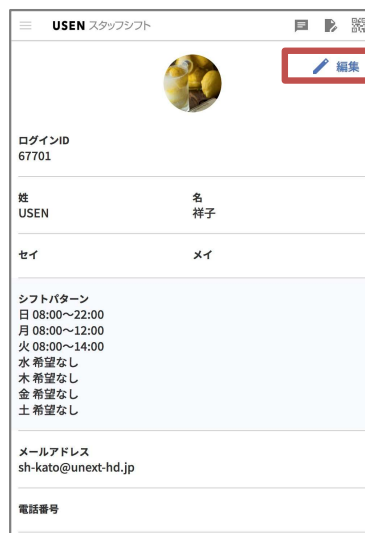 USEN スタッフシフト
編集
ログインID
67701
姓 名
USEN 祥子
セイ メイ
シフトパターン
日 08:00～22:00
月 08:00～12:00
火 08:00～14:00
水 希望なし
木 希望なし
金 希望なし
土 希望なし
メールアドレス
sh-kato@unext-hd.jp
電話番号